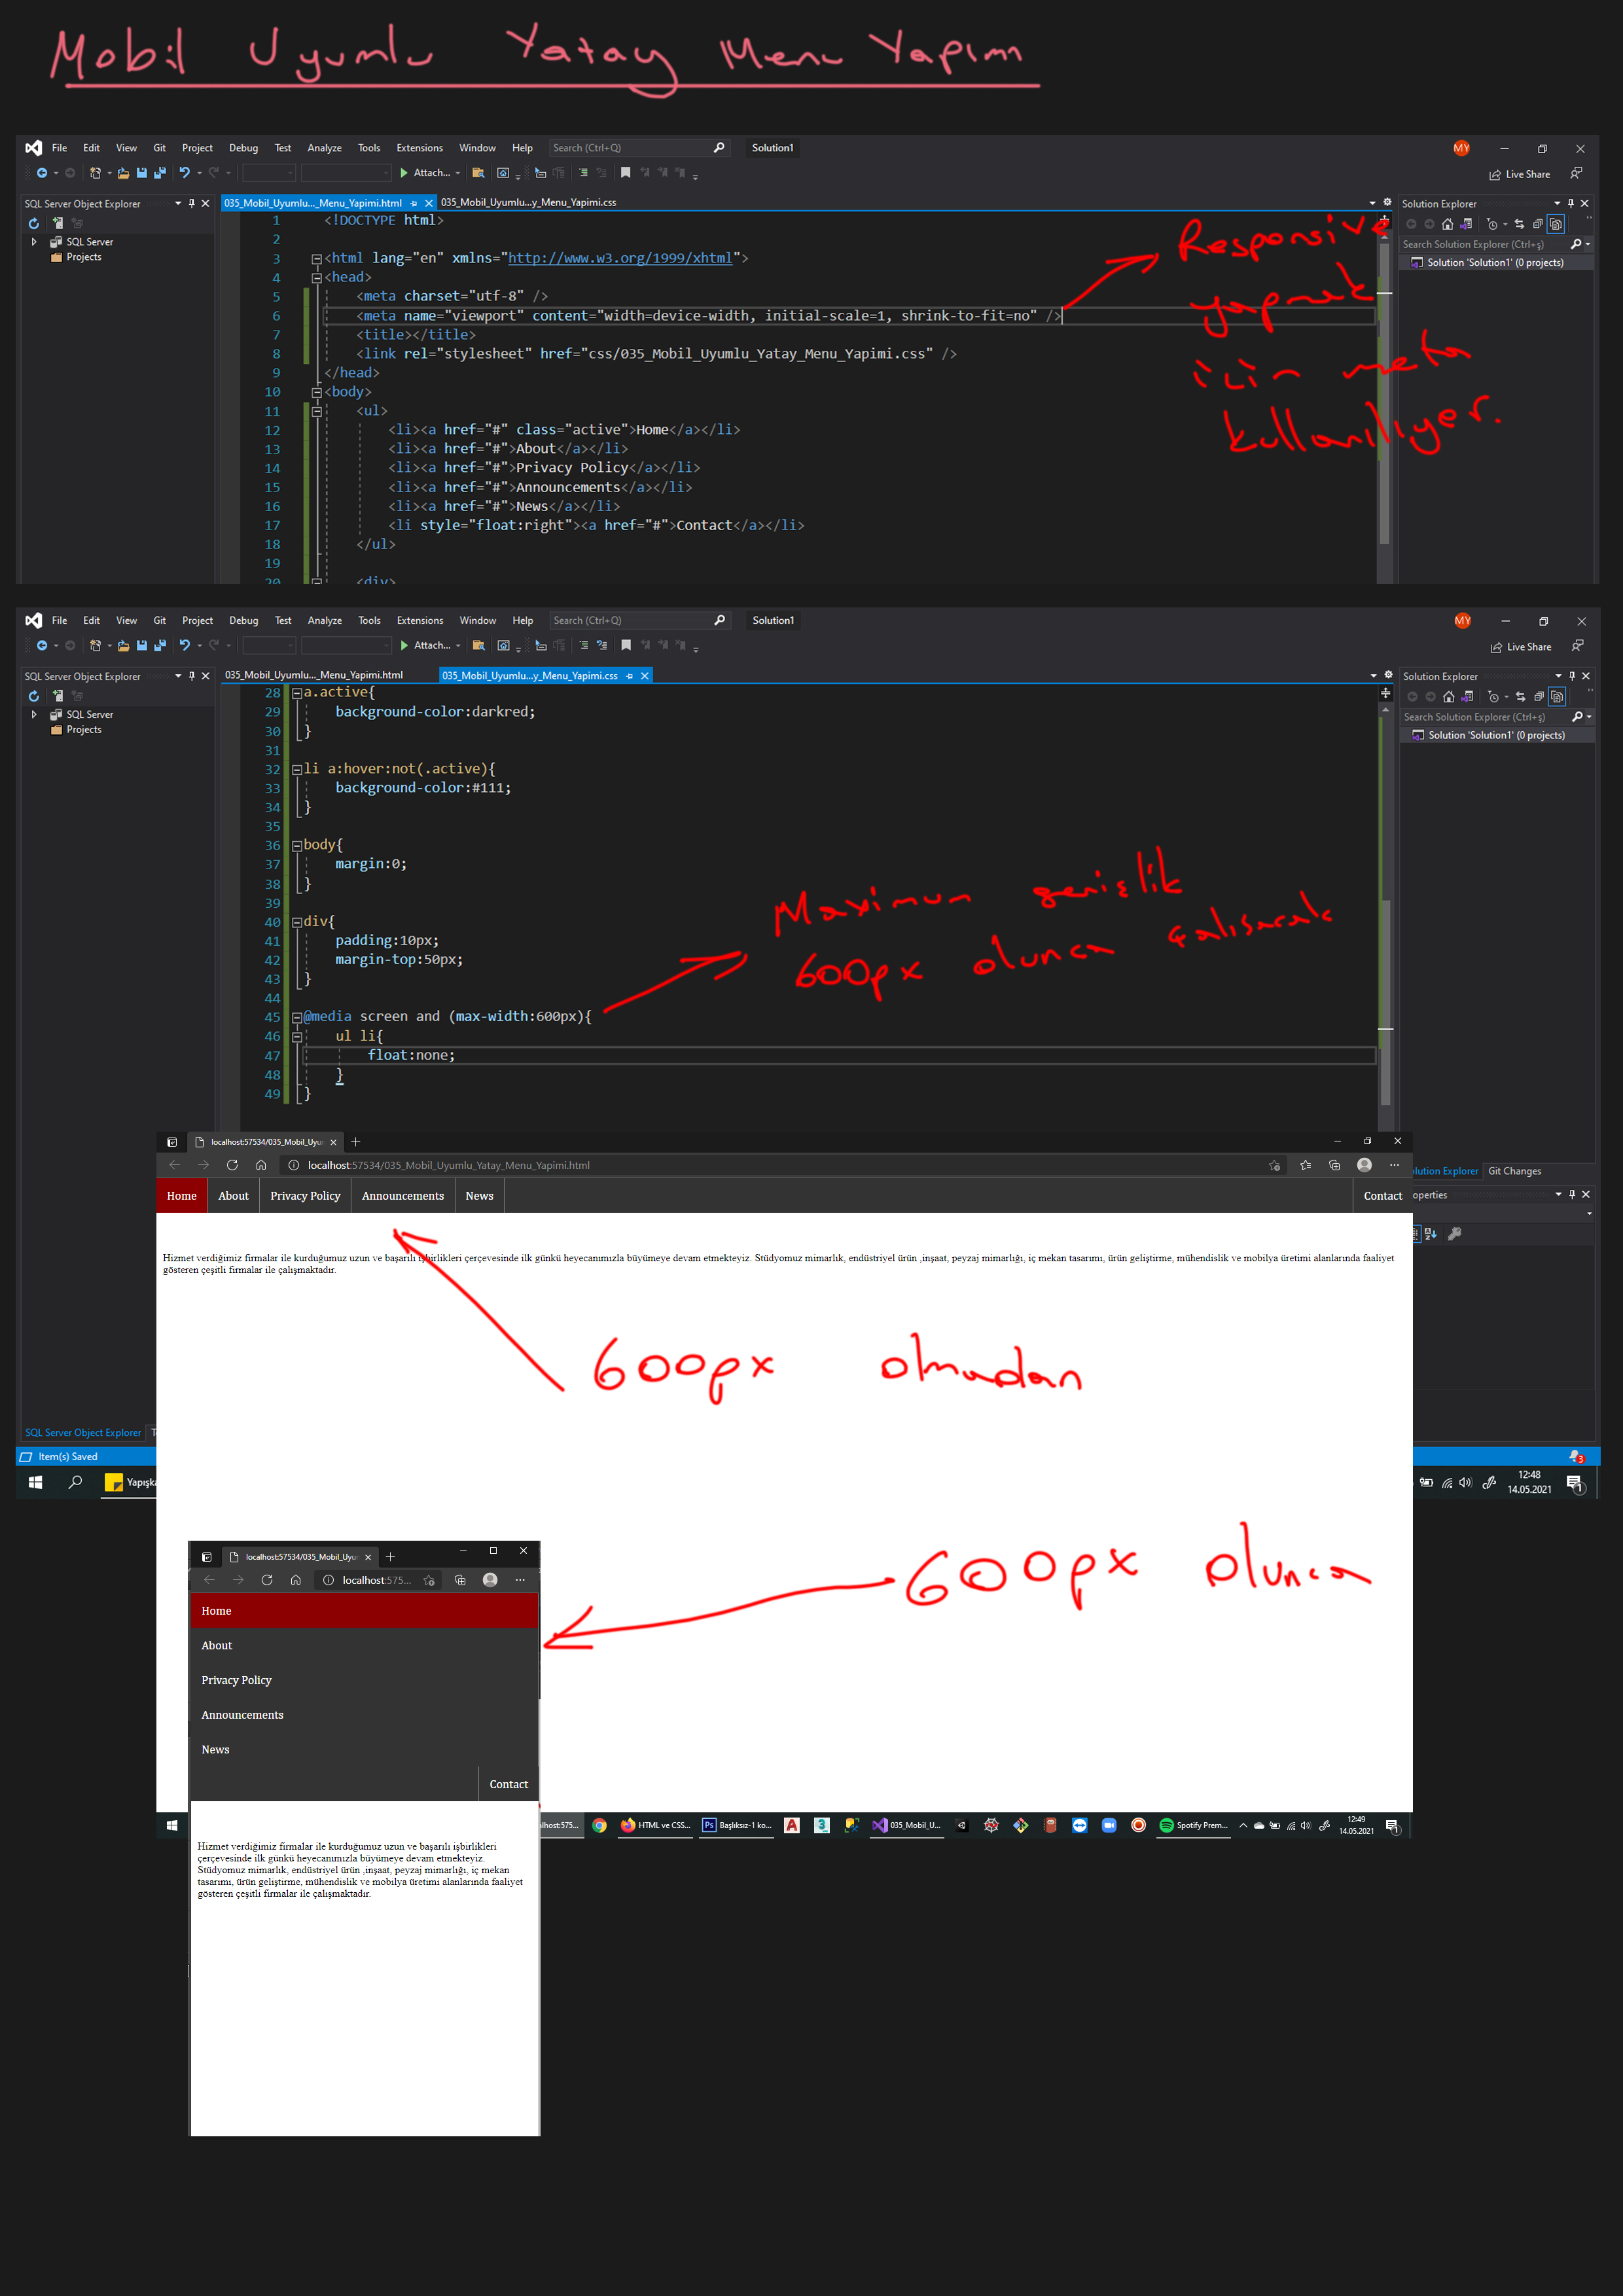 Mobil Uyumlu Yatay Menu Yapımı
File Edit View Git Project Debug Test Analyze Tools Extensions Window Help Search (Ctrl+Q) Solution1 MY
Attach... Live Share
SQL Server Object Explorer
SQL Server
Projects
035_Mobil_Uyumlu..._Menu_Yapimi.html 035_Mobil_Uyumlu...y_Menu_Yapimi.css
Solution Explorer
Search Solution Explorer (Ctrl+ş)
Solution 'Solution1' (0 projects)
1 <!DOCTYPE html>
2
3 <html lang="en" xmlns="http://www.w3.org/1999/xhtml">
4 <head>
5 <meta charset="utf-8" />
6 <meta name="viewport" content="width=device-width, initial-scale=1, shrink-to-fit=no" />
7 <title></title>
8 <link rel="stylesheet" href="css/035_Mobil_Uyumlu_Yatay_Menu_Yapimi.css" />
9 </head>
10 <body>
11 <ul>
12 <li><a href="#" class="active">Home</a></li>
13 <li><a href="#">About</a></li>
14 <li><a href="#">Privacy Policy</a></li>
15 <li><a href="#">Announcements</a></li>
16 <li><a href="#">News</a></li>
17 <li style="float:right"><a href="#">Contact</a></li>
18 </ul>
19
20 <div>
Responsive
yapmak
için meta
kullanılıyor.
File Edit View Git Project Debug Test Analyze Tools Extensions Window Help Search (Ctrl+Q) Solution1 MY
Attach... Live Share
SQL Server Object Explorer
SQL Server
Projects
035_Mobil_Uyumlu..._Menu_Yapimi.html 035_Mobil_Uyumlu...y_Menu_Yapimi.css
Solution Explorer
Search Solution Explorer (Ctrl+ş)
Solution 'Solution1' (0 projects)
28 a.active{
29 background-color:darkred;
30 }
31
32 li a:hover:not(.active){
33 background-color:#111;
34 }
35
36 body{
37 margin:0;
38 }
39
40 div{
41 padding:10px;
42 margin-top:50px;
43 }
44
45 @media screen and (max-width:600px){
46 ul li{
47 float:none;
48 }
49 }
Maximum genişlik
600px olunca çalışacak
lution Explorer Git Changes
operties
localhost:57534/035_Mobil_Uyu
localhost:57534/035_Mobil_Uyumlu_Yatay_Menu_Yapimi.html
Home About Privacy Policy Announcements News Contact
Hizmet verdiğimiz firmalar ile kurduğumuz uzun ve başarılı işbirlikleri çerçevesinde ilk günkü heyecanımızla büyümeye devam etmekteyiz. Stüdyomuz mimarlık, endüstriyel ürün ,inşaat, peyzaj mimarlığı, iç mekan tasarımı, ürün geliştirme, mühendislik ve mobilya üretimi alanlarında faaliyet
gösteren çeşitli firmalar ile çalışmaktadır.
600px olmadan
SQL Server Object Explorer T
Item(s) Saved 3
Yapışka
12:48
14.05.2021 1
600px olunca
localhost:57534/035_Mobil_Uyu
localhost:575...
Home
About
Privacy Policy
Announcements
News
Contact
Hizmet verdiğimiz firmalar ile kurduğumuz uzun ve başarılı işbirlikleri
çerçevesinde ilk günkü heyecanımızla büyümeye devam etmekteyiz.
Stüdyomuz mimarlık, endüstriyel ürün ,inşaat, peyzaj mimarlığı, iç mekan
tasarımı, ürün geliştirme, mühendislik ve mobilya üretimi alanlarında faaliyet
gösteren çeşitli firmalar ile çalışmaktadır.
alhost:575... HTML ve CSS... Ps Başlıksız-1 ko... A 3 035_Mobil_U... Spotify Prem...
12:49
14.05.2021 1